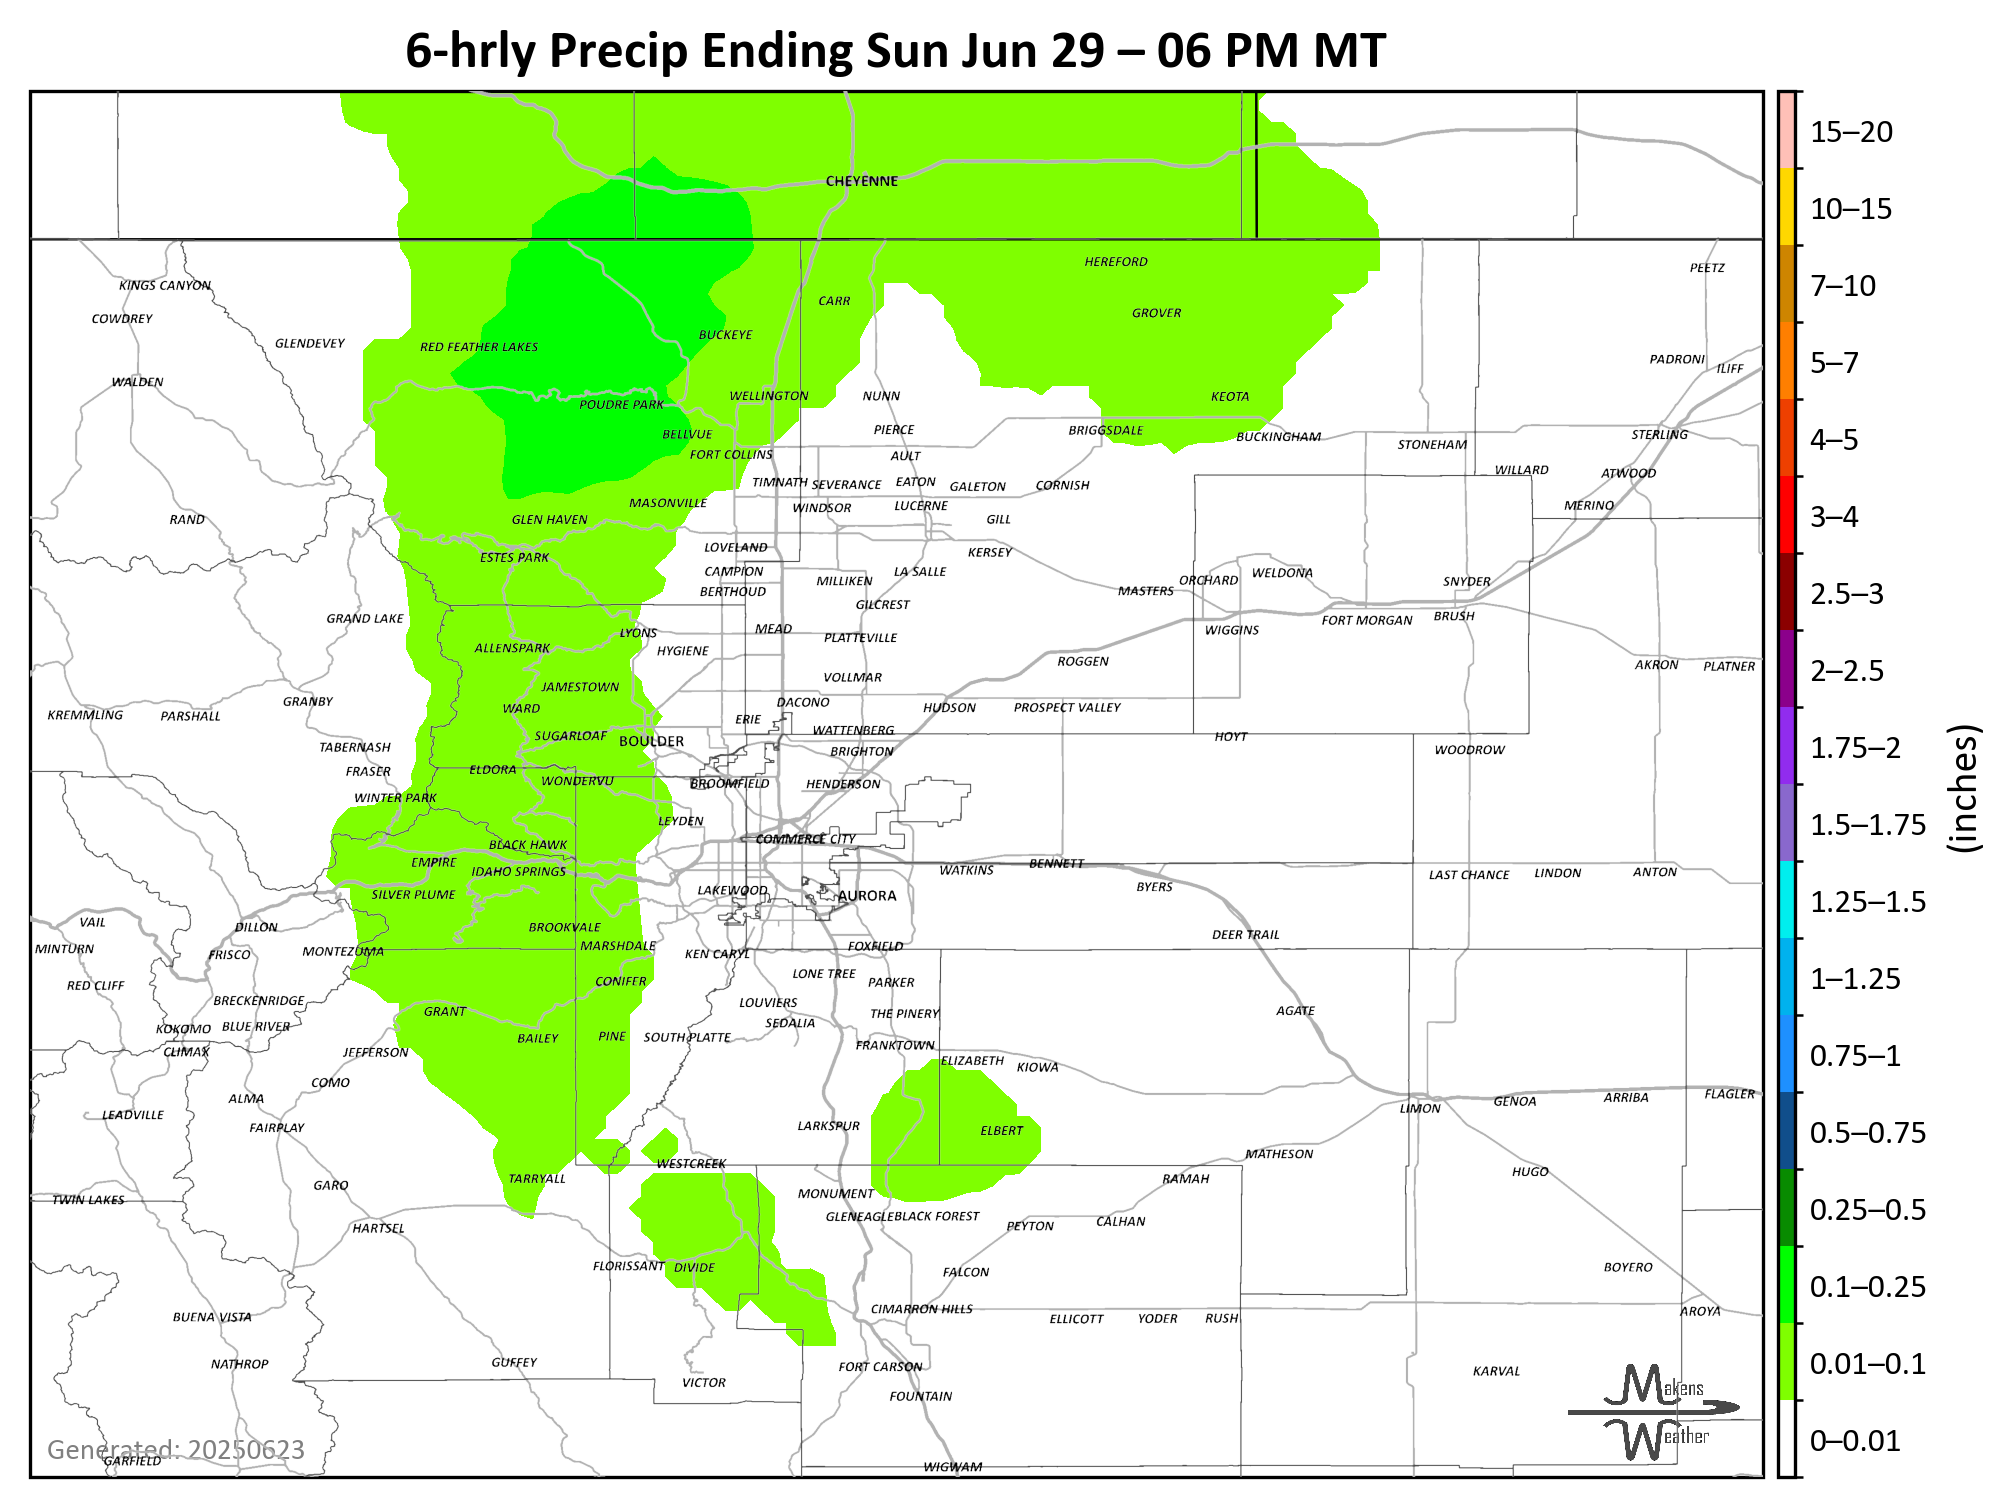 6-hrly Precip Ending Sun Jun 29 – 06 PM MT
CHEYENNE
HEREFORD
PEETZ
KINGS CANYON
CARR
COWDREY
GROVER
GLENDEVEY
RED FEATHER LAKES
BUCKEYE
PADRONI
ILIFF
WALDEN
POUDRE PARK
WELLINGTON
NUNN
KEOTA
BELLVUE
PIERCE
BRIGGSDALE
BUCKINGHAM
STONEHAM
STERLING
FORT COLLINS
AULT
WILLARD
ATWOOD
TIMNATH
SEVERANCE
EATON
GALETON
CORNISH
MASONVILLE
WINDSOR
LUCERNE
MERINO
RAND
GLEN HAVEN
GILL
ESTES PARK
LOVELAND
KERSEY
CAMPION
MILLIKEN
LA SALLE
ORCHARD
WELDONA
SNYDER
BERTHOUD
MASTERS
GILCREST
GRAND LAKE
LYONS
MEAD
PLATTEVILLE
WIGGINS
FORT MORGAN
BRUSH
ALLENSPARK
HYGIENE
ROGGEN
AKRON
PLATNER
JAMESTOWN
VOLLMAR
GRANBY
WARD
DACONO
HUDSON
PROSPECT VALLEY
KREMMLING
PARSHALL
ERIE
SUGARLOAF
BOULDER
WATTENBERG
HOYT
TABERNASH
BRIGHTON
WOODROW
FRASER
ELDORA
WONDERVU
BROOMFIELD
HENDERSON
WINTER PARK
LEYDEN
BLACK HAWK
COMMERCE CITY
EMPIRE
IDAHO SPRINGS
WATKINS
BENNETT
BYERS
LAST CHANCE
LINDON
ANTON
SILVER PLUME
LAKEWOOD
AURORA
VAIL
DILLON
BROOKVALE
DEER TRAIL
MINTURN
FRISCO
MONTEZUMA
MARSHDALE
KEN CARYL
FOXFIELD
RED CLIFF
CONIFER
LONE TREE
PARKER
BRECKENRIDGE
LOUVIERS
GRANT
THE PINERY
AGATE
KOKOMO
BLUE RIVER
SEDALIA
BAILEY
PINE
SOUTH PLATTE
FRANKTOWN
CLIMAX
JEFFERSON
ELIZABETH
KIOWA
COMO
ALMA
LIMON
GENOA
ARRIBA
FLAGLER
LEADVILLE
FAIRPLAY
LARKSPUR
ELBERT
MATHESON
WESTCREEK
HUGO
TARRYALL
RAMAH
GARO
MONUMENT
TWIN LAKES
HARTSEL
GLENEAGLE
BLACK FOREST
PEYTON
CALHAN
FLORISSANT
DIVIDE
FALCON
BOYERO
BUENA VISTA
CIMARRON HILLS
ELLICOTT
YODER
RUSH
AROYA
NATHROP
GUFFEY
FORT CARSON
KARVAL
VICTOR
FOUNTAIN
Makens
Weather
Generated: 20250623
GARFIELD
WIGWAM
15–20
10–15
7–10
5–7
4–5
3–4
2.5–3
2–2.5
1.75–2
1.5–1.75
1.25–1.5
1–1.25
0.75–1
0.5–0.75
0.25–0.5
0.1–0.25
0.01–0.1
0–0.01
(inches)